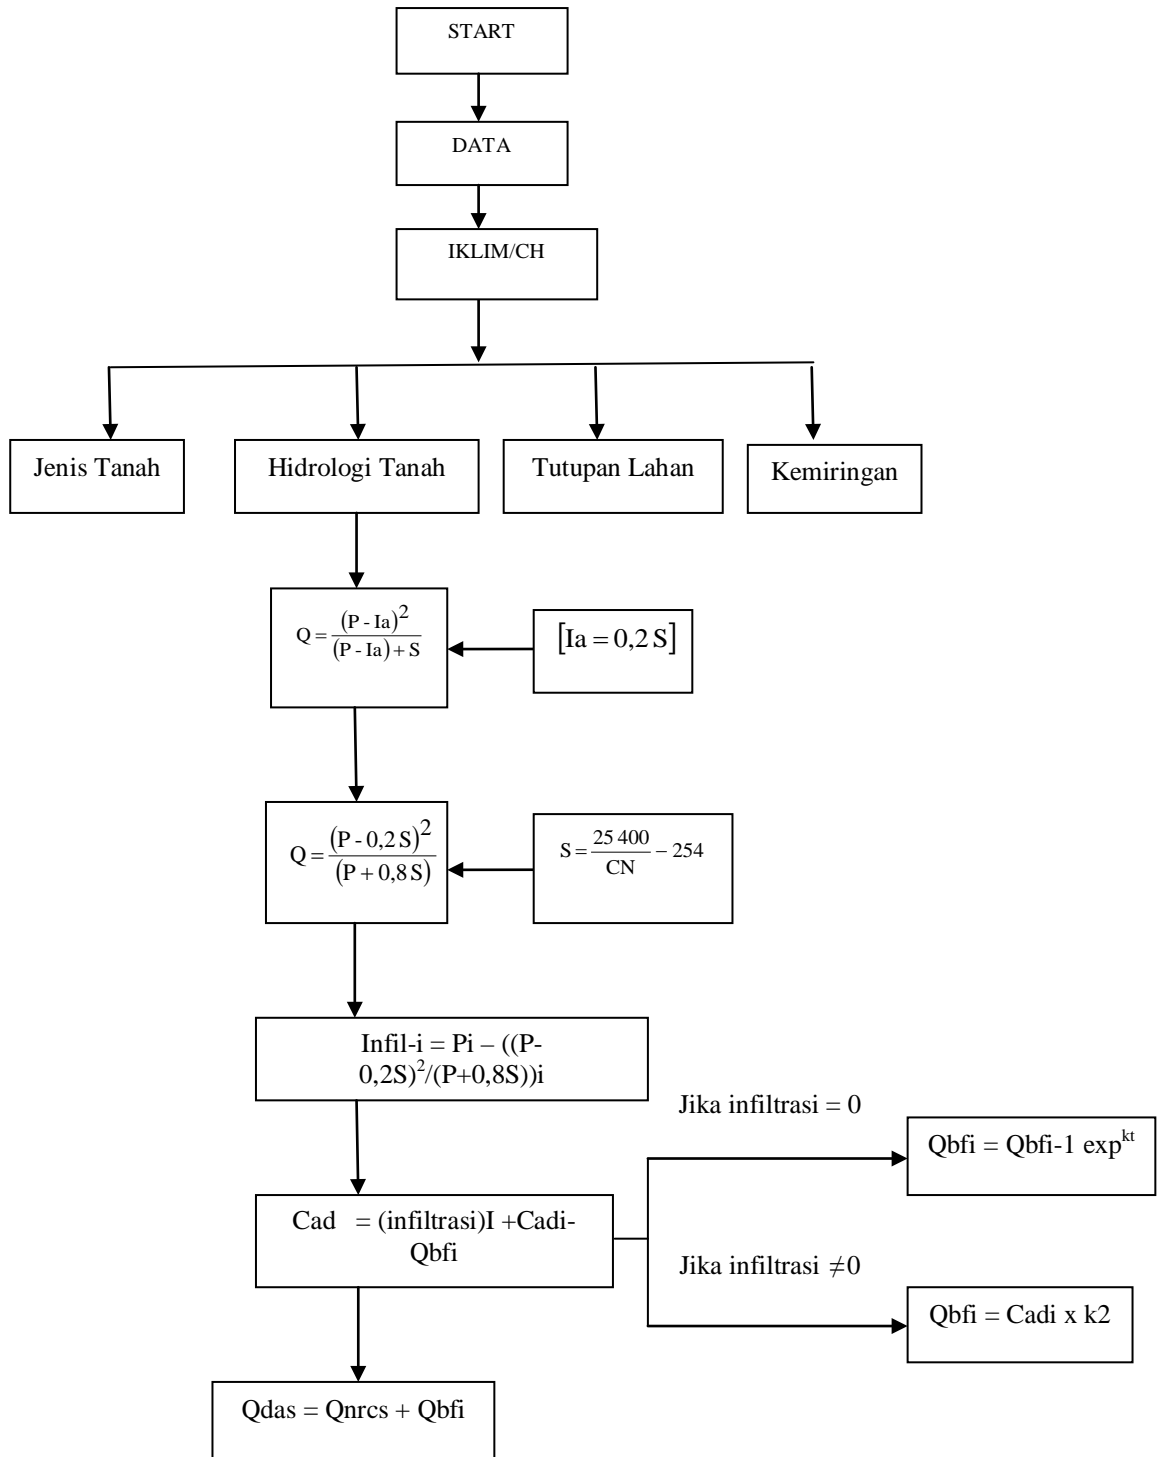 START
DATA
IKLIM/CH
Jenis Tanah
Hidrologi Tanah
Tutupan Lahan
Kemiringan
Q = (P - Ia)² / (P - Ia) + S
[Ia = 0,2 S]
Q = (P - 0,2 S)² / (P + 0,8 S)
S = 25 400 / CN − 254
Infil-i = Pi – ((P-
0,2S)²/(P+0,8S))i
Jika infiltrasi = 0
Qbfi = Qbfi-1 exp^kt
Cad = (infiltrasi)I +Cadi-
Qbfi
Jika infiltrasi ≠0
Qbfi = Cadi x k2
Qdas = Qnrcs + Qbfi